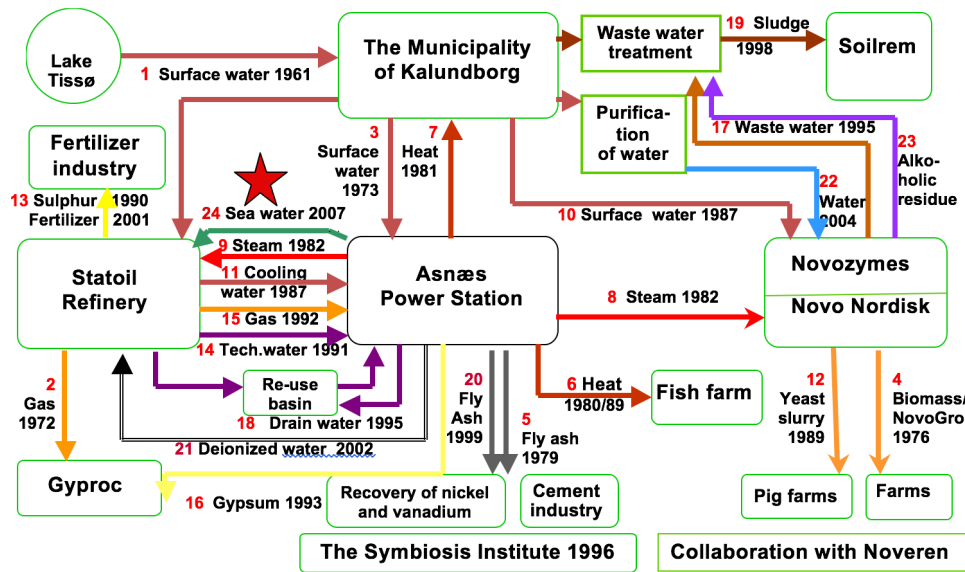 Lake
Tissø
1 Surface water 1961
The Municipality
of Kalundborg
Waste water
treatment
19 Sludge
1998
Soilrem
Purifica-
tion
of water
17 Waste water 1995
23
Alko-
holic
residue
22
Water
2004
10 Surface water 1987
3
Surface
water
1973
7
Heat
1981
Fertilizer
industry
13 Sulphur 1990
Fertilizer 2001
24 Sea water 2007
9 Steam 1982
11 Cooling
water 1987
15 Gas 1992
14 Tech.water 1991
Statoil
Refinery
Asnæs
Power Station
8 Steam 1982
Novozymes
Novo Nordisk
2
Gas
1972
Re-use
basin
18 Drain water 1995
21 Deionized water 2002
20
Fly
Ash
1999
5
Fly ash
1979
6 Heat
1980/89
Fish farm
12
Yeast
slurry
1989
4
Biomass/
NovoGro
1976
Gyproc
16 Gypsum 1993
Recovery of nickel
and vanadium
Cement
industry
Pig farms
Farms
The Symbiosis Institute 1996
Collaboration with Noveren